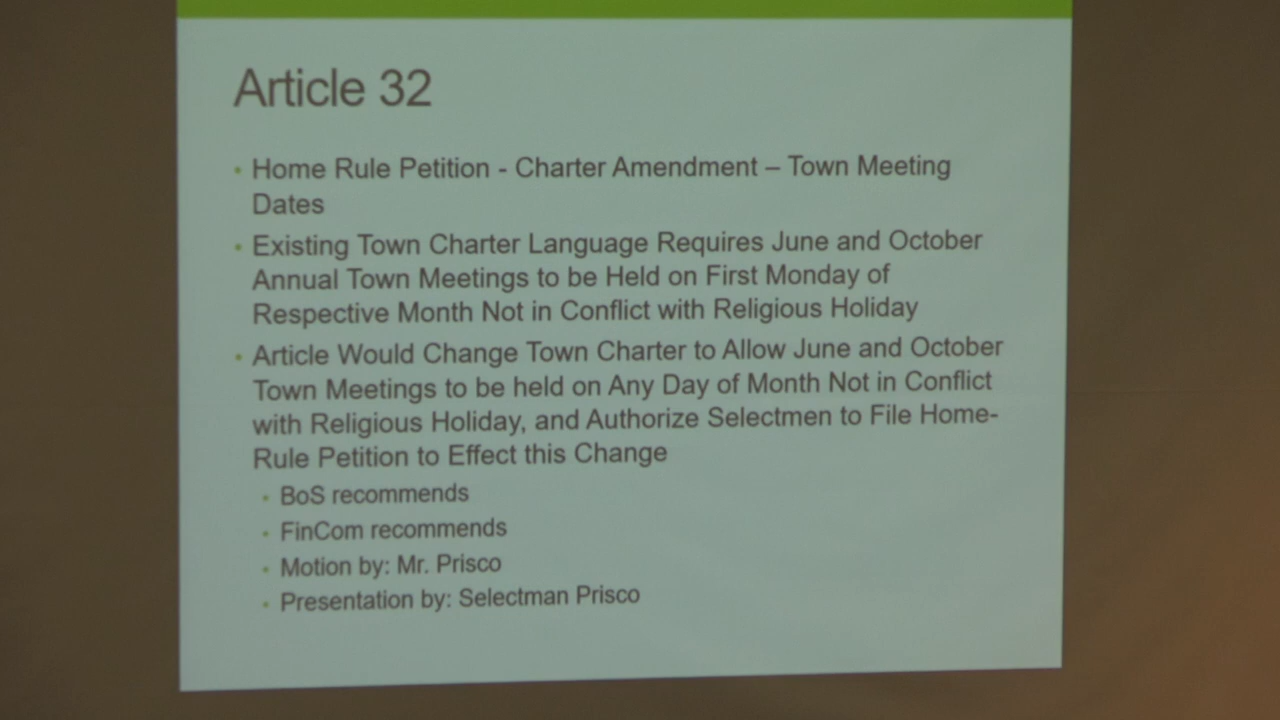 Article 32
• Home Rule Petition - Charter Amendment – Town Meeting
Dates
• Existing Town Charter Language Requires June and October
Annual Town Meetings to be Held on First Monday of
Respective Month Not in Conflict with Religious Holiday
• Article Would Change Town Charter to Allow June and October
Town Meetings to be held on Any Day of Month Not in Conflict
with Religious Holiday, and Authorize Selectmen to File Home-
Rule Petition to Effect this Change
• BoS recommends
• FinCom recommends
• Motion by: Mr. Prisco
• Presentation by: Selectman Prisco